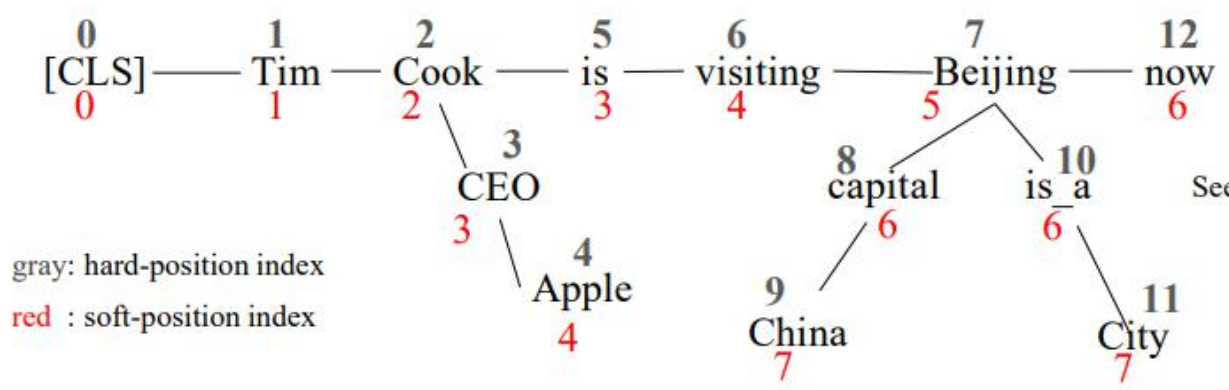 0 1 2 5 6 7 12
[CLS] Tim Cook is visiting Beijing now
0 1 2 3 4 5 6
3 8 10
CEO capital is_a See
3 6 6
gray: hard-position index
4 9 11
Apple
red : soft-position index
4
China City
7 7